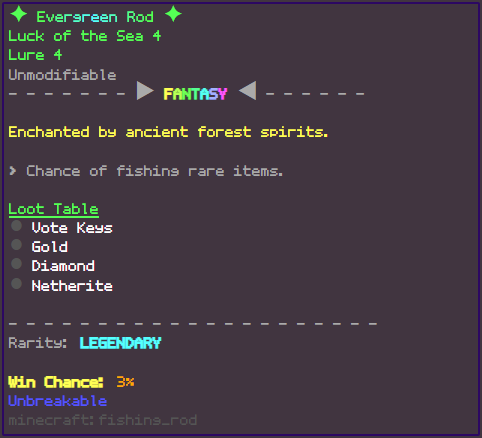 ✦ Evergreen Rod ✦
Luck of the Sea 4
Lure 4
Unmodifiable
- - - - - - - ▶ FANTASY ◀ - - - - - -
Enchanted by ancient forest spirits.
> Chance of fishing rare items.
Loot Table
● Vote Keys
● Gold
● Diamond
● Netherite
- - - - - - - - - - - - - - - - - - - - - - -
Rarity: LEGENDARY
Win Chance: 3%
Unbreakable
minecraft:fishing_rod